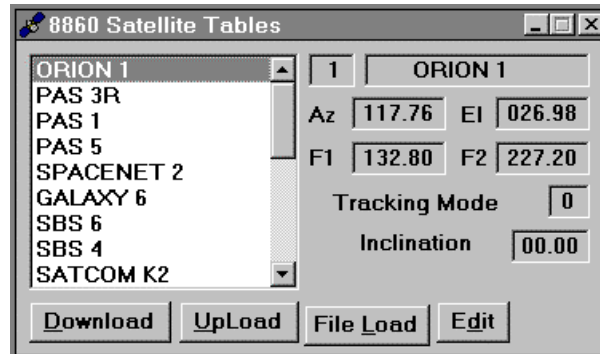 8860 Satellite Tables
ORION 1
PAS 3R
PAS 1
PAS 5
SPACENET 2
GALAXY 6
SBS 6
SBS 4
SATCOM K2
1 ORION 1
Az 117.76 El 026.98
F1 132.80 F2 227.20
Tracking Mode 0
Inclination 00.00
Download UpLoad File Load Edit